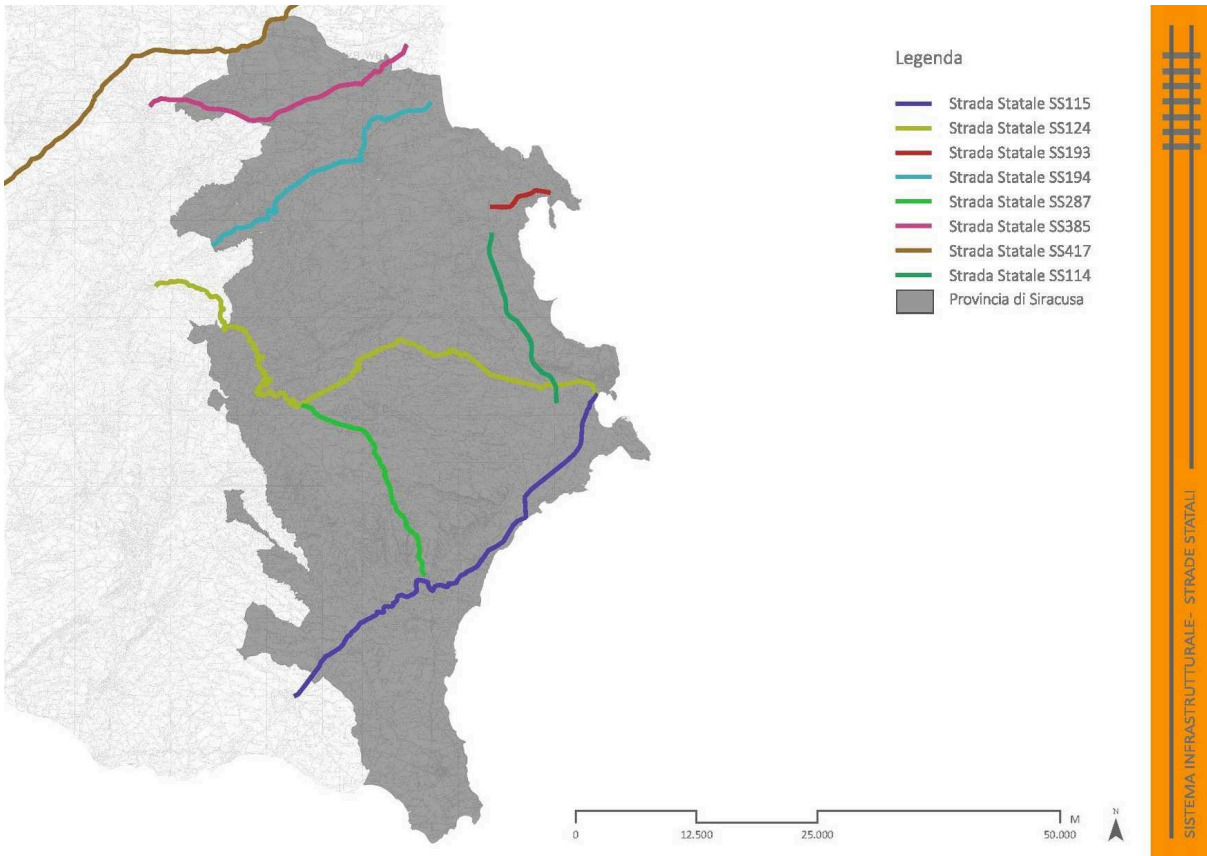 Legenda
Strada Statale SS115
Strada Statale SS124
Strada Statale SS193
Strada Statale SS194
Strada Statale SS287
Strada Statale SS385
Strada Statale SS417
Strada Statale SS114
Provincia di Siracusa
0 12.500 25.000 50.000 M
N
SISTEMA INFRASTRUTTURALE - STRADE STATALI